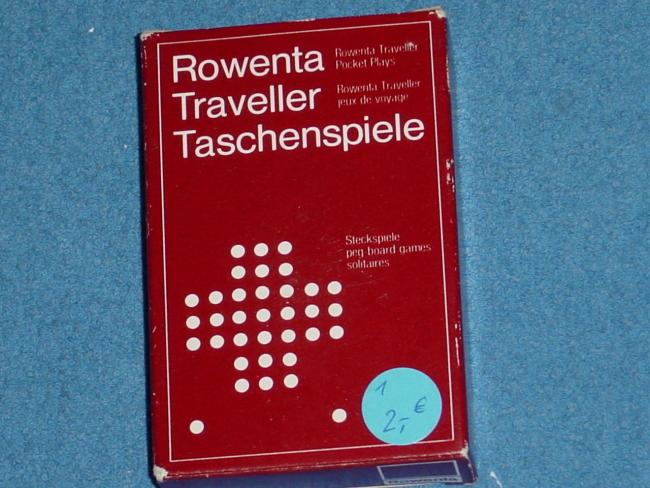 Rowenta
Traveller
Taschenspiele
Rowenta Traveller
Pocket Plays
Rowenta Traveller
jeux de voyage
Steckspiele
peg-board games
solitaires
1
2,- €
Rowenta